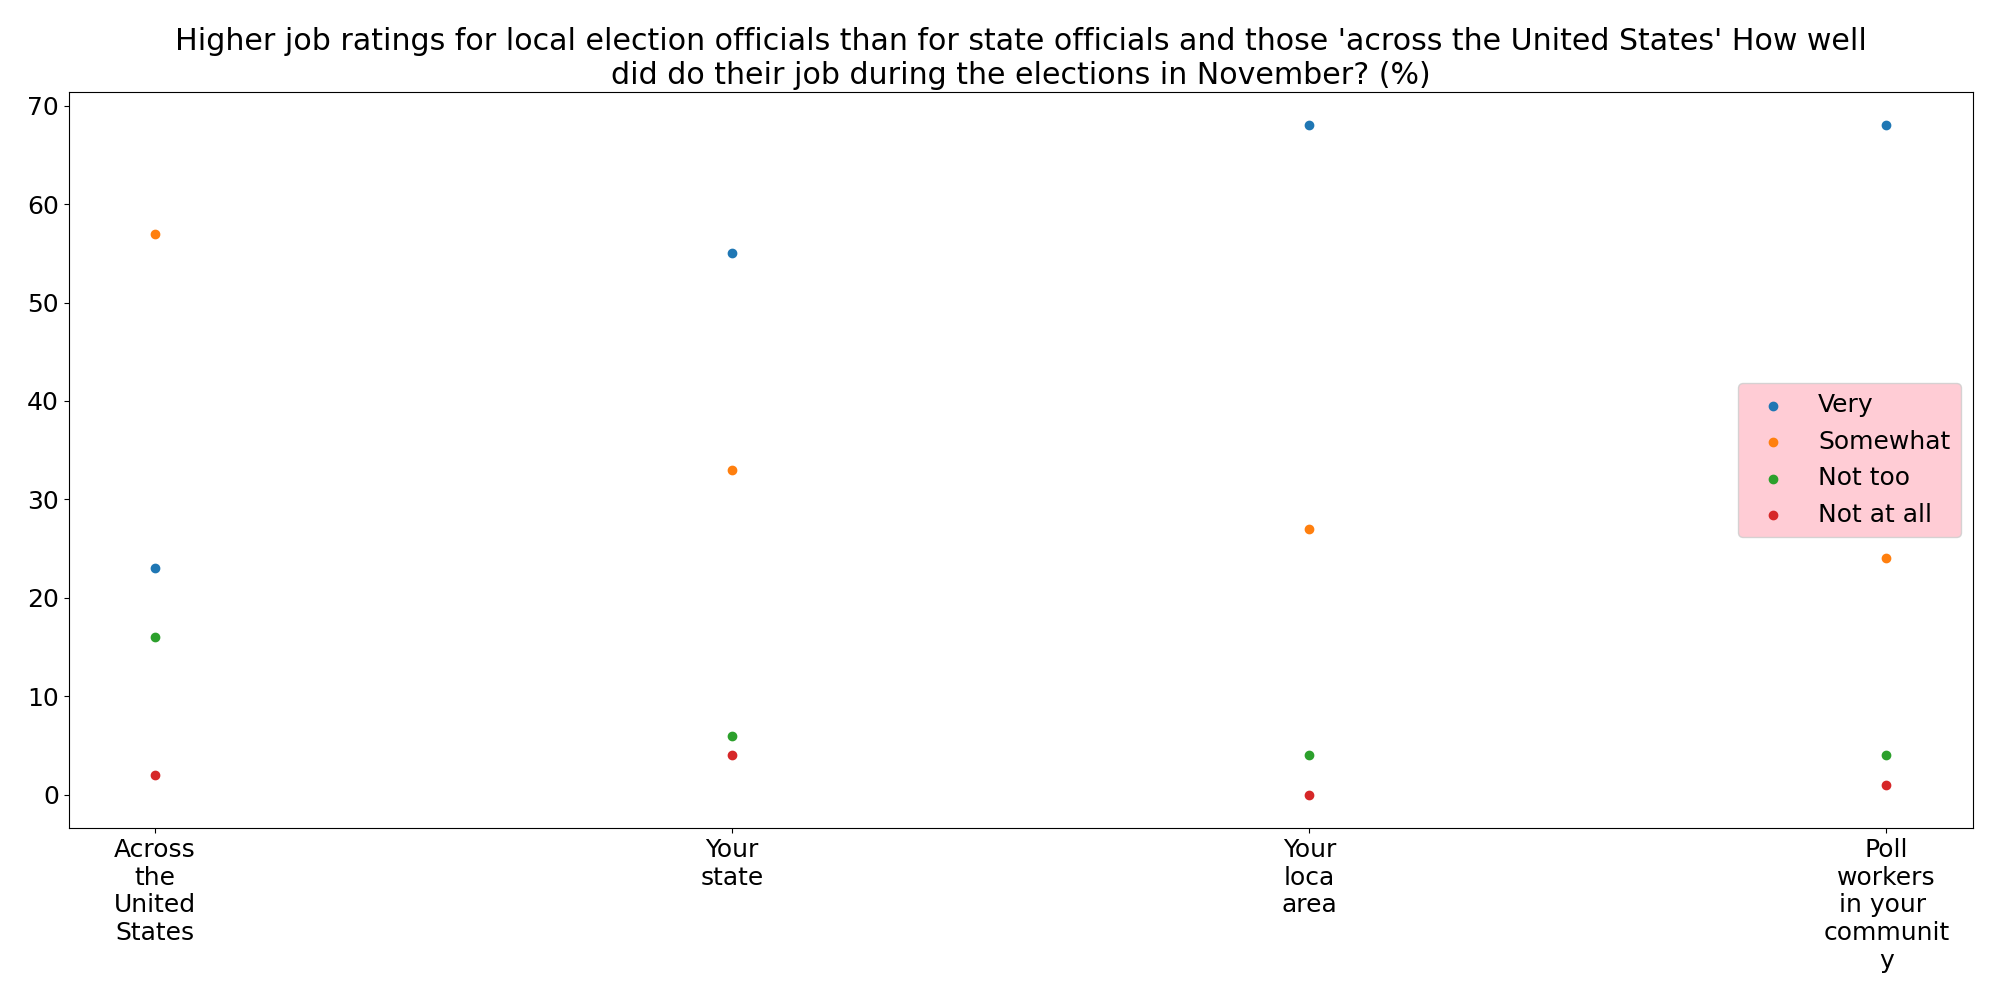 Higher job ratings for local election officials than for state officials and those 'across the United States' How well
did do their job during the elections in November? (%)
70
60
50
40
30
20
10
0
Very
Somewhat
Not too
Not at all
Across
the
United
States
Your
state
Your
loca
area
Poll
workers
in your
communit
y